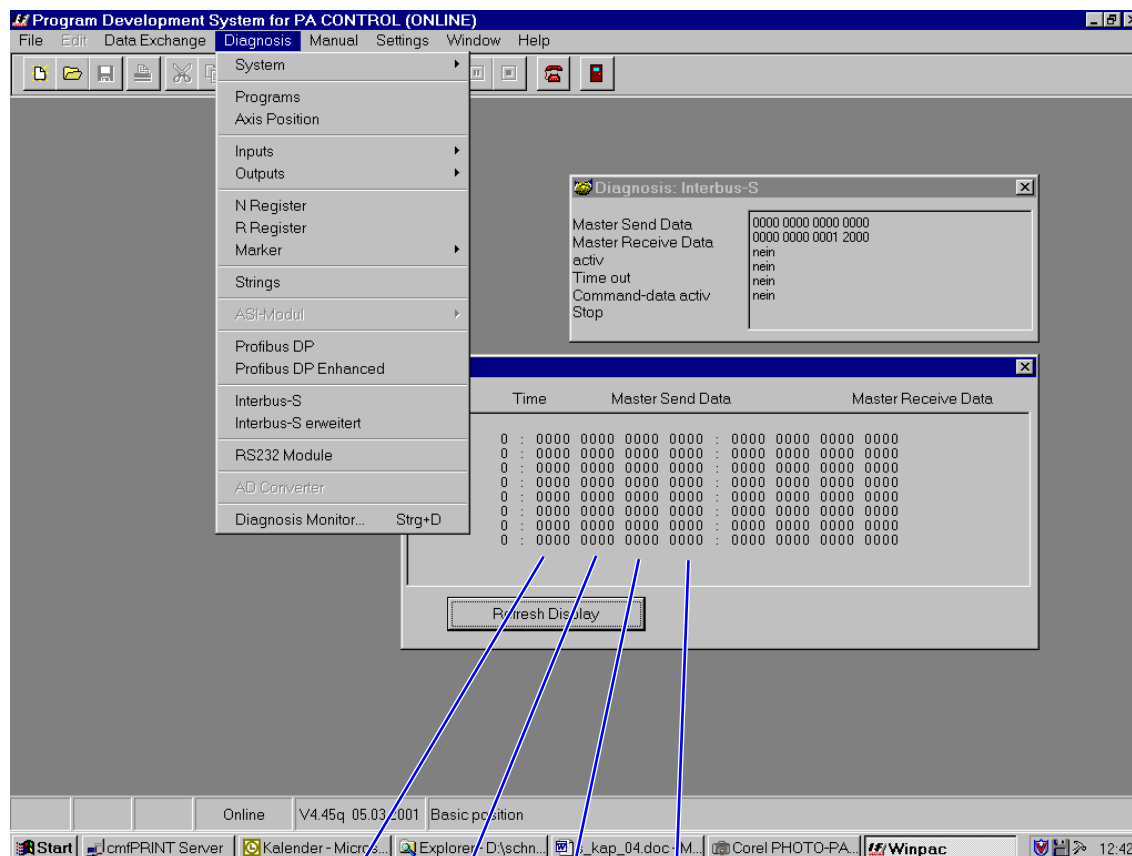 Program Development System for PA CONTROL (ONLINE)
File Edit Data Exchange Diagnosis Manual Settings Window Help
System
Programs
Axis Position
Inputs
Outputs
N Register
R Register
Marker
Strings
ASI-Modul
Profibus DP
Profibus DP Enhanced
Interbus-S
Interbus-S erweitert
RS232 Module
AD Converter
Diagnosis Monitor... Strg+D
Diagnosis: Interbus-S
Master Send Data 0000 0000 0000 0000
Master Receive Data 0000 0000 0001 2000
activ nein
Time out nein
Command-data activ nein
Stop nein
Time Master Send Data Master Receive Data
0 : 0000 0000 0000 0000 : 0000 0000 0000 0000
0 : 0000 0000 0000 0000 : 0000 0000 0000 0000
0 : 0000 0000 0000 0000 : 0000 0000 0000 0000
0 : 0000 0000 0000 0000 : 0000 0000 0000 0000
0 : 0000 0000 0000 0000 : 0000 0000 0000 0000
0 : 0000 0000 0000 0000 : 0000 0000 0000 0000
0 : 0000 0000 0000 0000 : 0000 0000 0000 0000
0 : 0000 0000 0000 0000 : 0000 0000 0000 0000
Refresh Display
Online V4.45q 05.03.2001 Basic position
Start cmfPRINT Server Kalender - Micros... Explorer - D:\schn... s_kap_04.doc - M... Corel PHOTO-PA... Winpac 12:42